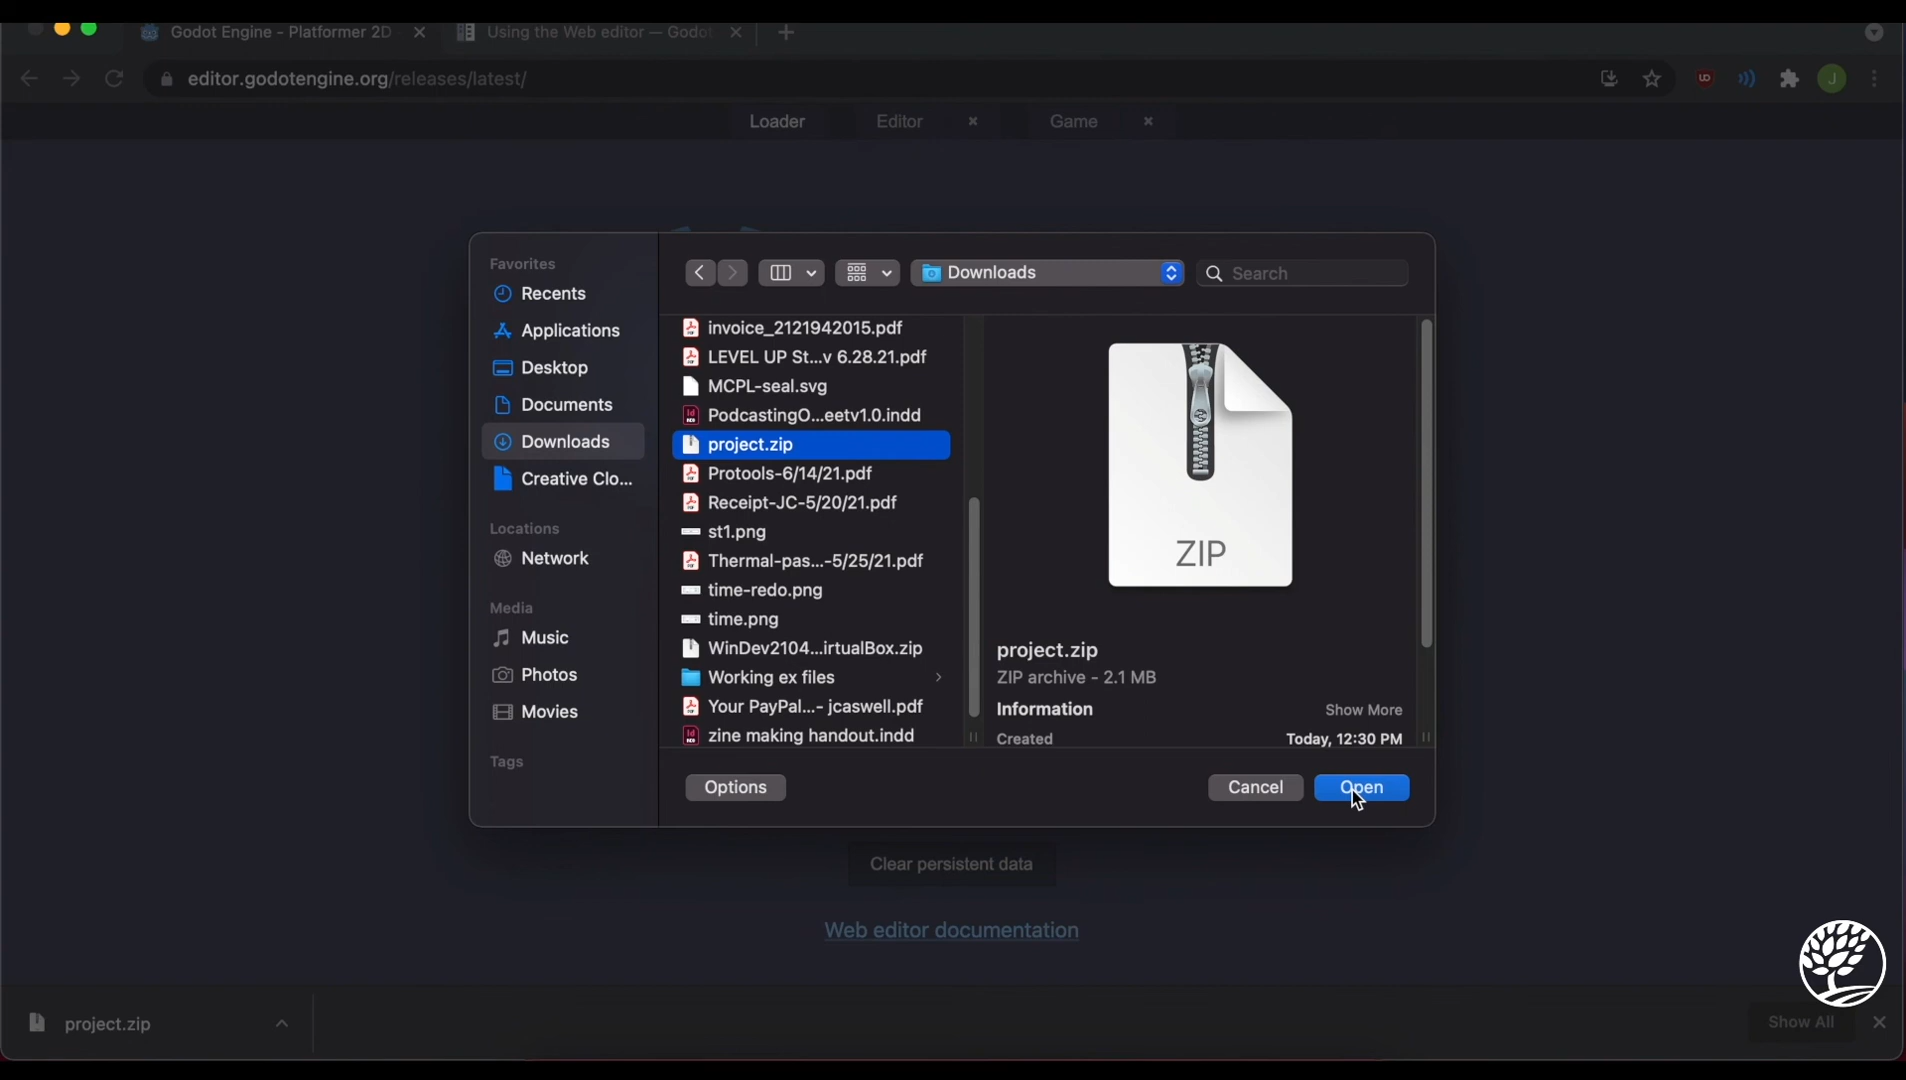 Godot Engine - Platformer 2D
Using the Web editor — Godot
editor.godotengine.org/releases/latest/
J
Loader
Editor
Game
Favorites
Recents
Applications
Desktop
Documents
Downloads
Creative Clo...
Locations
Network
Media
Music
Photos
Movies
Tags
Downloads
Search
invoice_2121942015.pdf
LEVEL UP St...v 6.28.21.pdf
MCPL-seal.svg
PodcastingO...eetv1.0.indd
project.zip
Protools-6/14/21.pdf
Receipt-JC-5/20/21.pdf
st1.png
Thermal-pas...-5/25/21.pdf
time-redo.png
time.png
WinDev2104...irtualBox.zip
Working ex files
Your PayPal...- jcaswell.pdf
zine making handout.indd
ZIP
project.zip
ZIP archive - 2.1 MB
Information
Show More
Created
Today, 12:30 PM
Options
Cancel
Open
Clear persistent data
Web editor documentation
project.zip
Show All